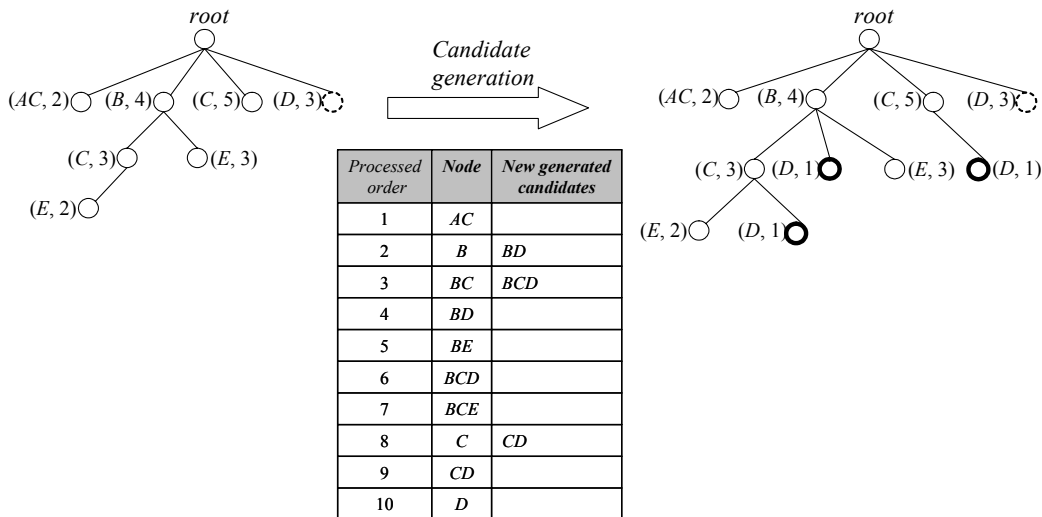 root
(AC, 2)
(B, 4)
(C, 5)
(D, 3)
(C, 3)
(E, 3)
(E, 2)
Candidate
generation
root
(AC, 2)
(B, 4)
(C, 5)
(D, 3)
(C, 3)
(D, 1)
(E, 3)
(D, 1)
(E, 2)
(D, 1)
Processed order Node New generated candidates
1 AC
2 B BD
3 BC BCD
4 BD
5 BE
6 BCD
7 BCE
8 C CD
9 CD
10 D